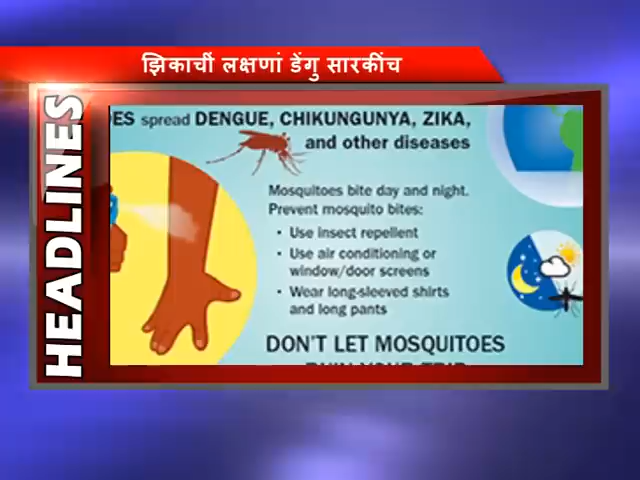 झिकाचीं लक्षणां डेंगु सारकींच
HEADLINES
ES spread DENGUE, CHIKUNGUNYA, ZIKA,
and other diseases
Mosquitoes bite day and night.
Prevent mosquito bites:
• Use insect repellent
• Use air conditioning or
window/door screens
• Wear long-sleeved shirts
and long pants
DON'T LET MOSQUITOES